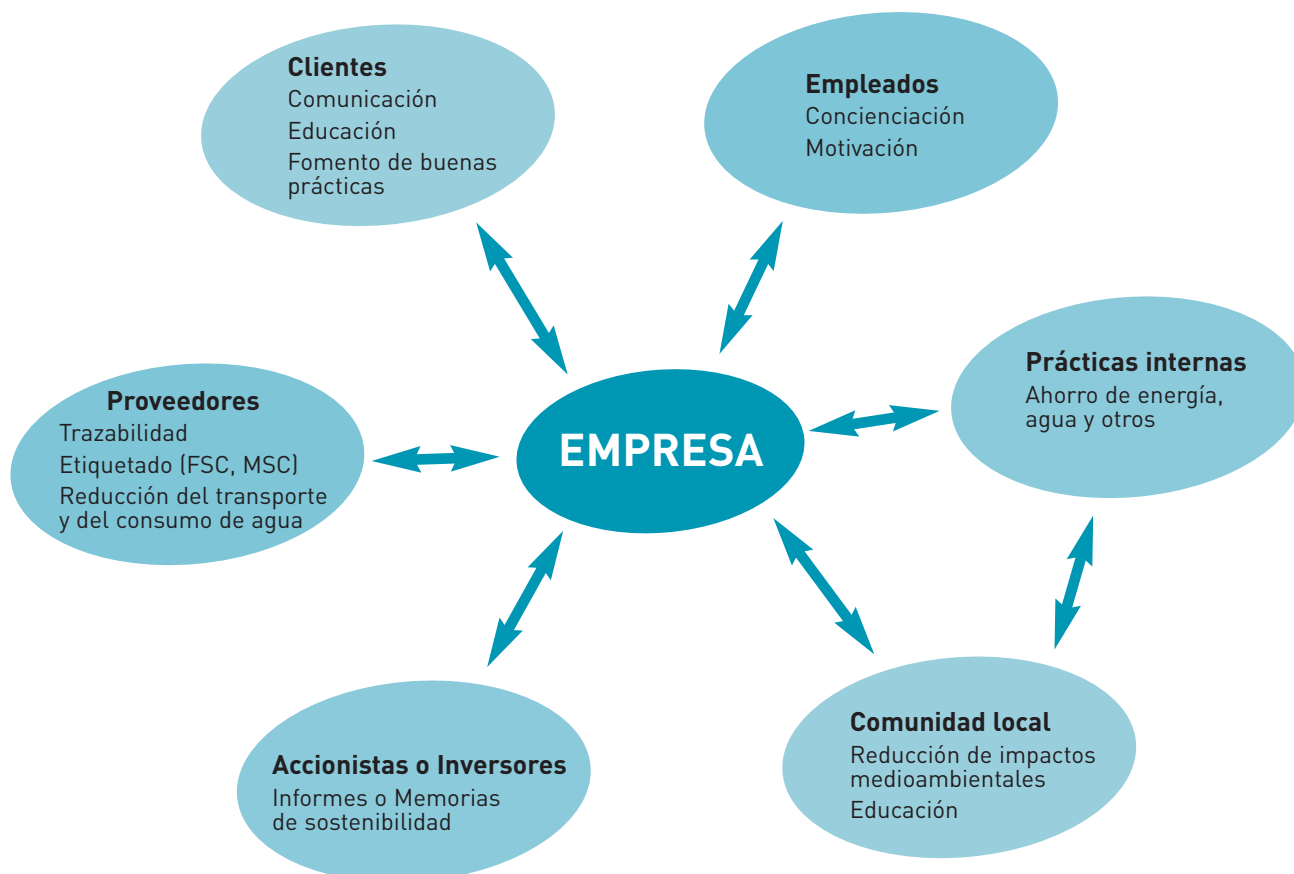 Clientes
Comunicación
Educación
Fomento de buenas
prácticas
Empleados
Concienciación
Motivación
Prácticas internas
Ahorro de energía,
agua y otros
Proveedores
Trazabilidad
Etiquetado (FSC, MSC)
Reducción del transporte
y del consumo de agua
EMPRESA
Accionistas o Inversores
Informes o Memorias
de sostenibilidad
Comunidad local
Reducción de impactos
medioambientales
Educación